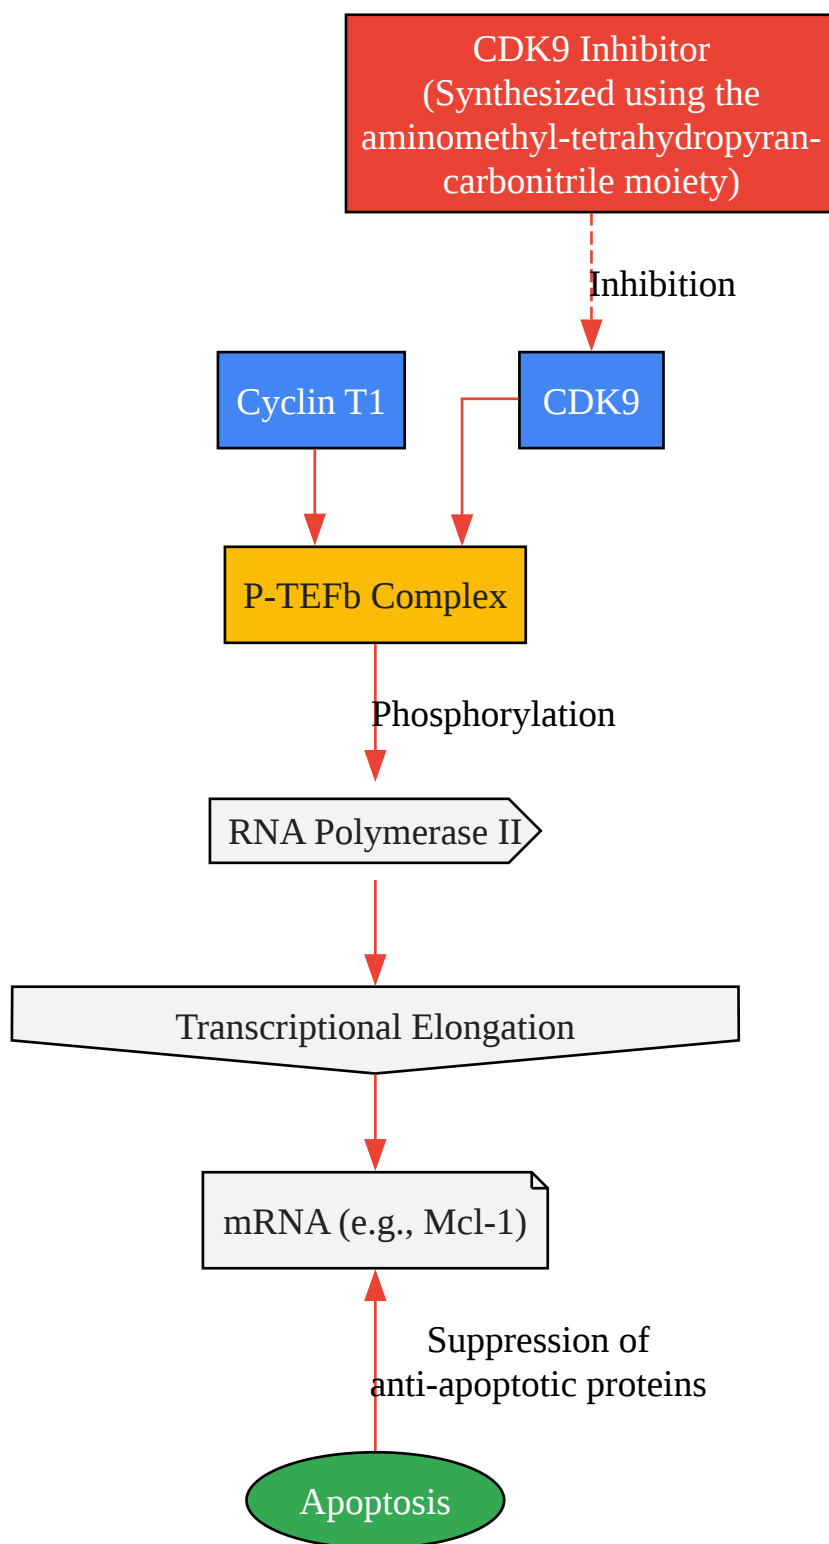 CDK9 Inhibitor
(Synthesized using the
aminomethyl-tetrahydropyran-
carbonitrile moiety)
Inhibition
Cyclin T1
CDK9
P-TEFb Complex
Phosphorylation
RNA Polymerase II
Transcriptional Elongation
mRNA (e.g., Mcl-1)
Suppression of
anti-apoptotic proteins
Apoptosis